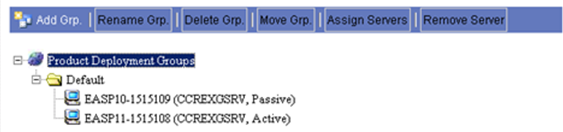 Add Grp. | Rename Grp. | Delete Grp. | Move Grp. | Assign Servers | Remove Server
Product Deployment Groups
Default
EASP10-1515109 (CCREXGSRV, Passive)
EASP11-1515108 (CCREXGSRV, Active)